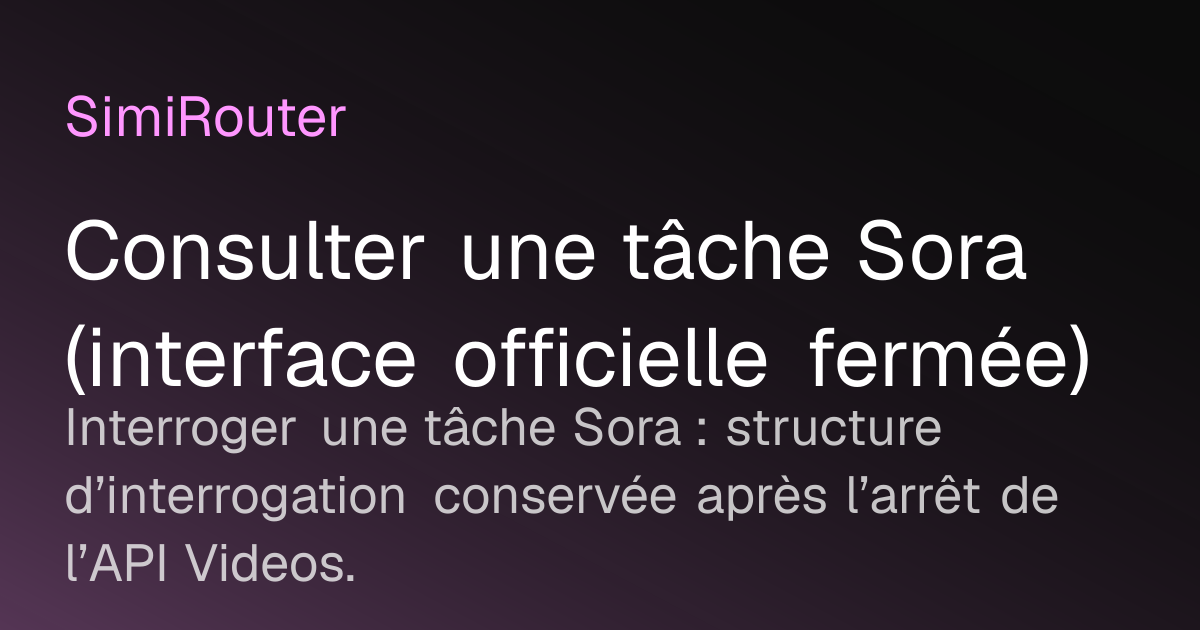 SimiRouter
Consulter une tâche Sora
(interface officielle fermée)
Interroger une tâche Sora : structure
d’interrogation conservée après l’arrêt de
l’API Videos.